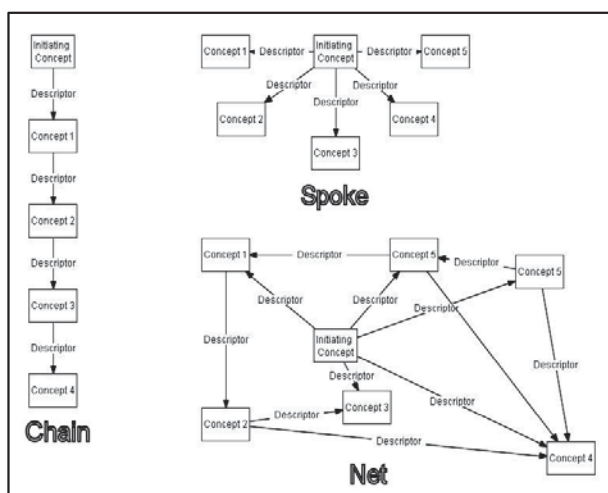 Initiating
Concept
Descriptor
Concept 1
Descriptor
Concept 2
Descriptor
Concept 3
Descriptor
Concept 4
Chain
Concept 1
Descriptor
Initiating
Concept
Descriptor
Concept 5
Descriptor
Descriptor
Descriptor
Concept 2
Concept 4
Concept 3
Spoke
Concept 1
Descriptor
Concept 5
Descriptor
Concept 5
Descriptor
Descriptor
Descriptor
Descriptor
Initiating
Concept
Descriptor
Descriptor
Descriptor
Concept 3
Descriptor
Concept 2
Descriptor
Concept 4
Net